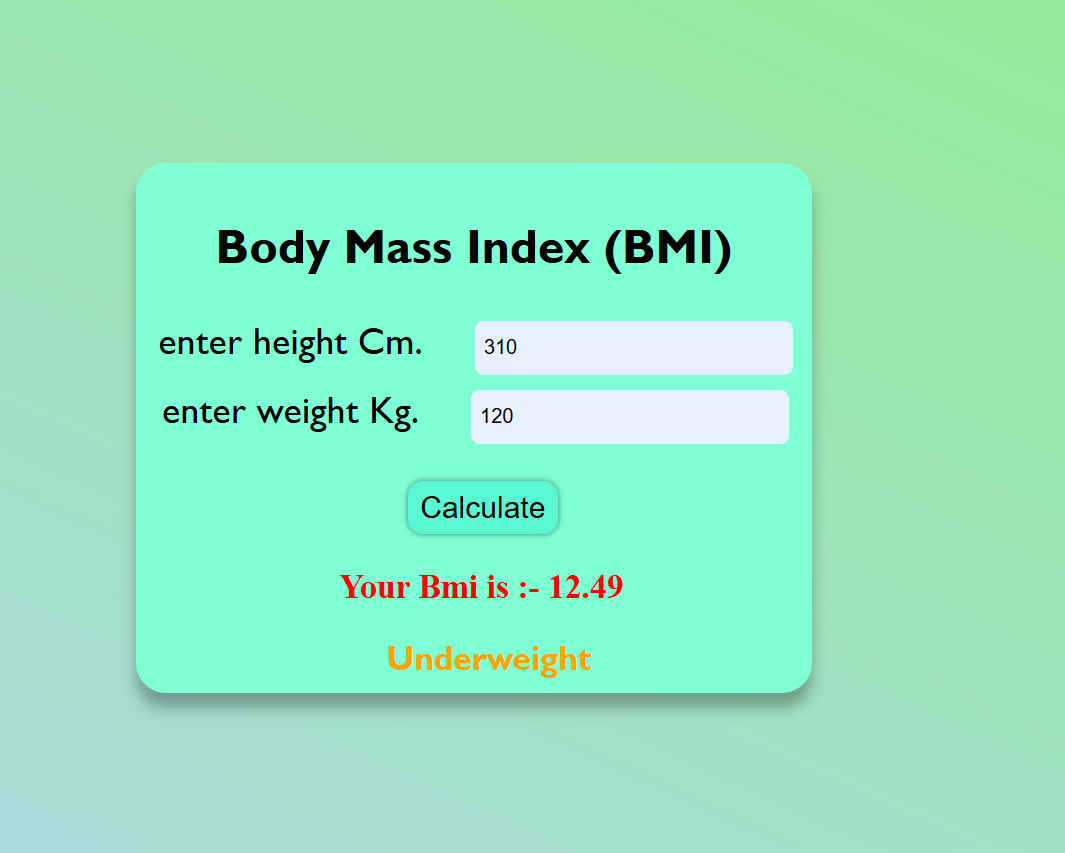 Body Mass Index (BMI)
enter height Cm. 310
enter weight Kg. 120
Calculate
Your Bmi is :- 12.49
Underweight